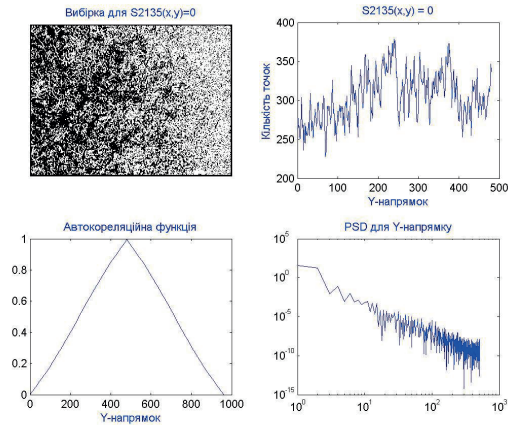 Вибірка для S2135(x,y)=0
S2135(x,y) = 0
400
350
300
250
200
Кількість точок
0 100 200 300 400 500
Y-напрямок
Автокореляційна функція
1
0.8
0.6
0.4
0.2
0
0 200 400 600 800 1000
Y-напрямок
PSD для Y-напрямку
10^5
10^0
10^-5
10^-10
10^-15
10^0 10^1 10^2 10^3